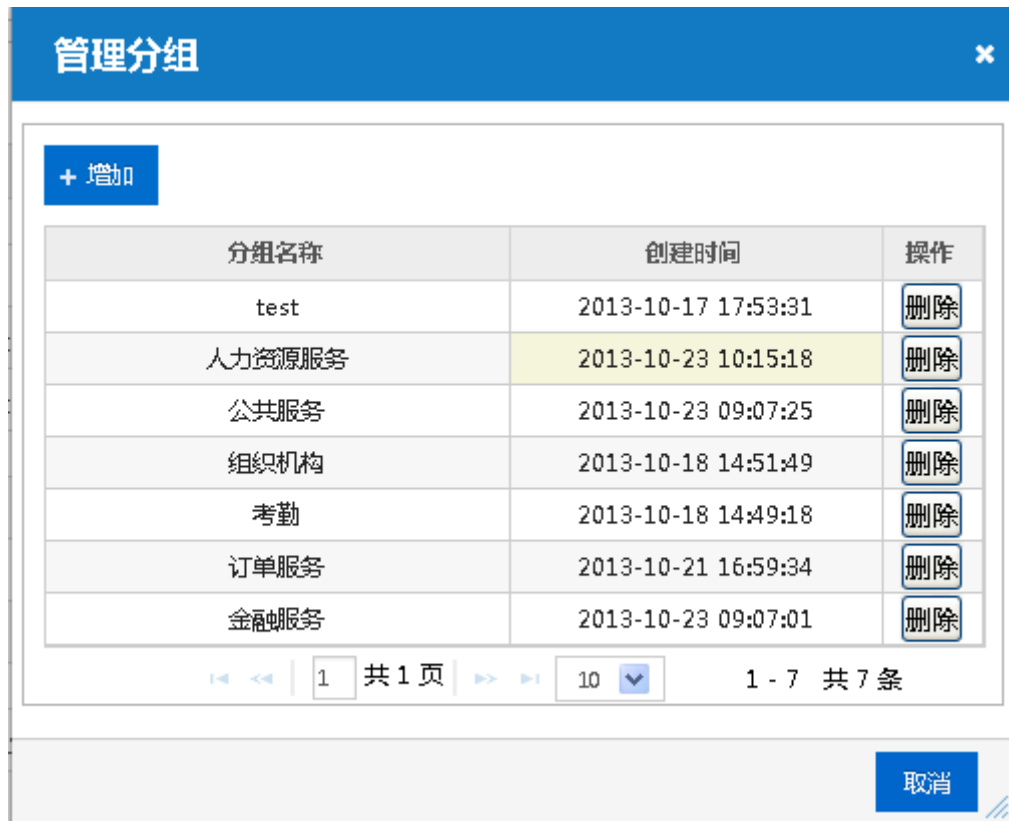 管理分组
+ 增加
分组名称 创建时间 操作
test 2013-10-17 17:53:31 删除
人力资源服务 2013-10-23 10:15:18 删除
公共服务 2013-10-23 09:07:25 删除
组织机构 2013-10-18 14:51:49 删除
考勤 2013-10-18 14:49:18 删除
订单服务 2013-10-21 16:59:34 删除
金融服务 2013-10-23 09:07:01 删除
1 共 1 页 10 1 - 7 共 7 条
取消